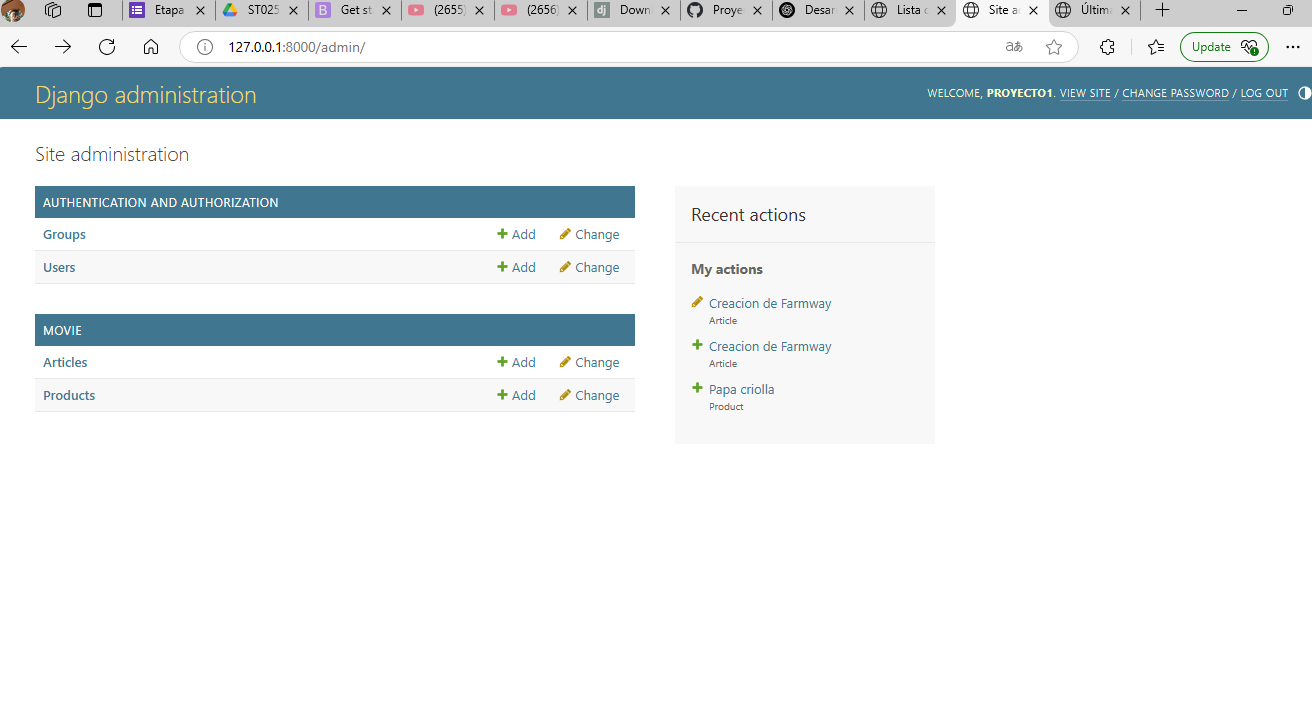 Etapa
ST025
Get st
(2655)
(2656)
Down
Proye
Desar
Lista
Site a
Última
127.0.0.1:8000/admin/
Update
Django administration
WELCOME, PROYECTO1. VIEW SITE / CHANGE PASSWORD / LOG OUT
Site administration
AUTHENTICATION AND AUTHORIZATION
Groups Add Change
Users Add Change
MOVIE
Articles Add Change
Products Add Change
Recent actions
My actions
Creacion de Farmway
Article
Creacion de Farmway
Article
Papa criolla
Product